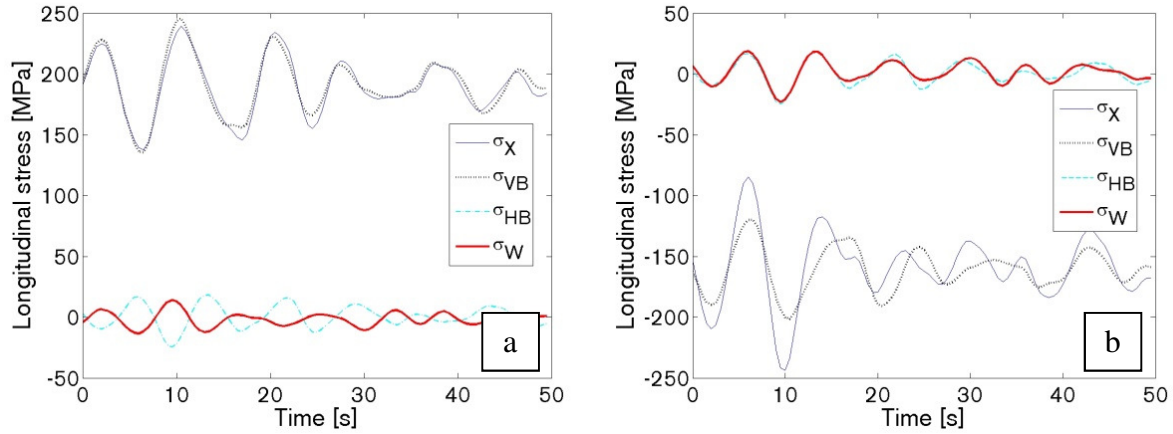 250
200
150
100
50
0
-50
Longitudinal stress [MPa]
σX
σVB
σHB
σW
a
0 10 20 30 40 50
Time [s]
50
0
-50
-100
-150
-200
-250
Longitudinal stress [MPa]
σX
σVB
σHB
σW
b
0 10 20 30 40 50
Time [s]